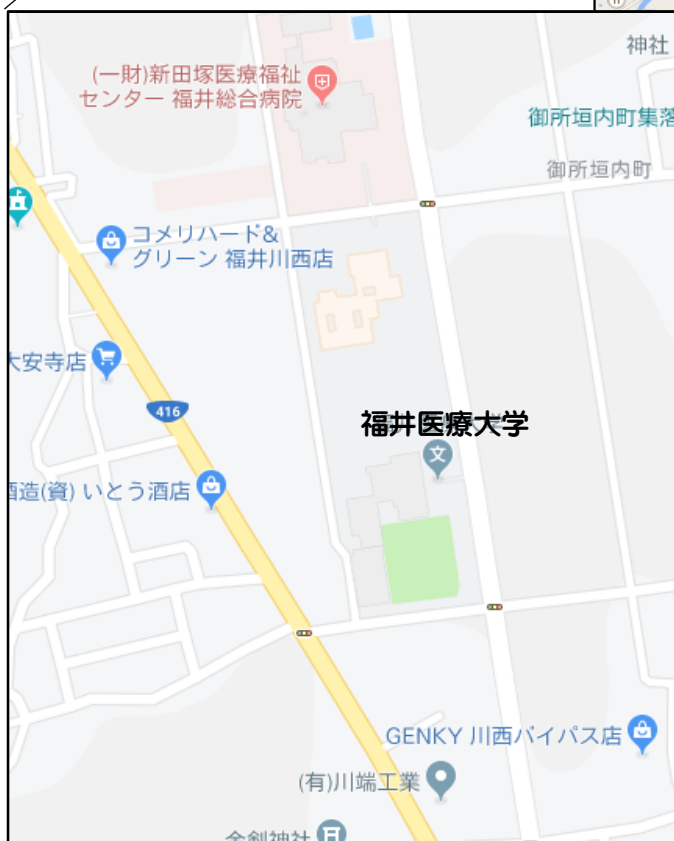 神社
(一財)新田塚医療福祉
センター 福井総合病院
御所垣内町集落
御所垣内町
コメリハード&
グリーン 福井川西店
大安寺店
416
福井医療大学
文
酒造(資) いとう酒店
GENKY 川西バイパス店
(有)川端工業
金剣神社